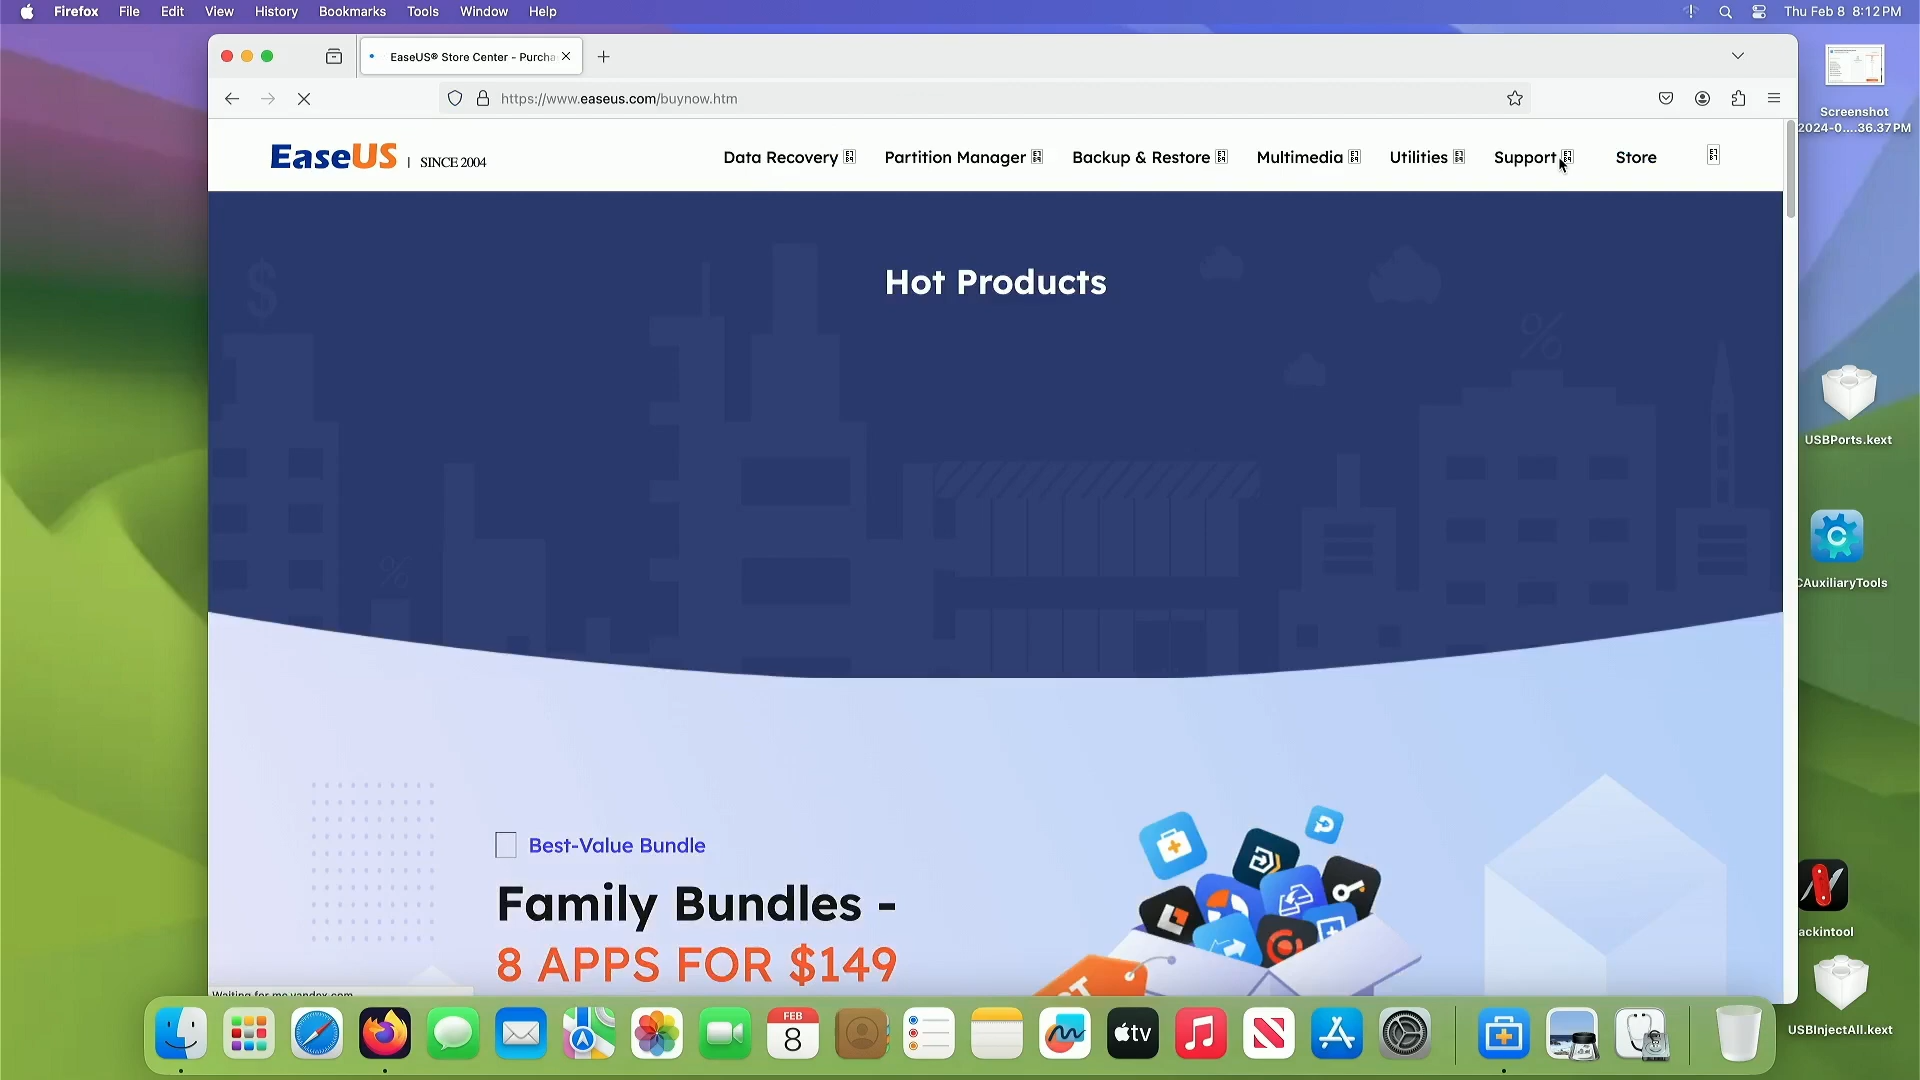 Firefox File Edit View History Bookmarks Tools Window Help
Thu Feb 8 8:12 PM
EaseUS® Store Center - Purcha
https://www.easeus.com/buynow.htm
EaseUS | SINCE 2004
Data Recovery Partition Manager Backup & Restore Multimedia Utilities Support Store
Hot Products
Best-Value Bundle
Family Bundles -
8 APPS FOR $149
Waiting for mc.yandex.com
Screenshot
2024-0....36.37 PM
USBPorts.kext
CAuxiliaryTools
ackintool
USBInjectAll.kext
FEB
8
tv